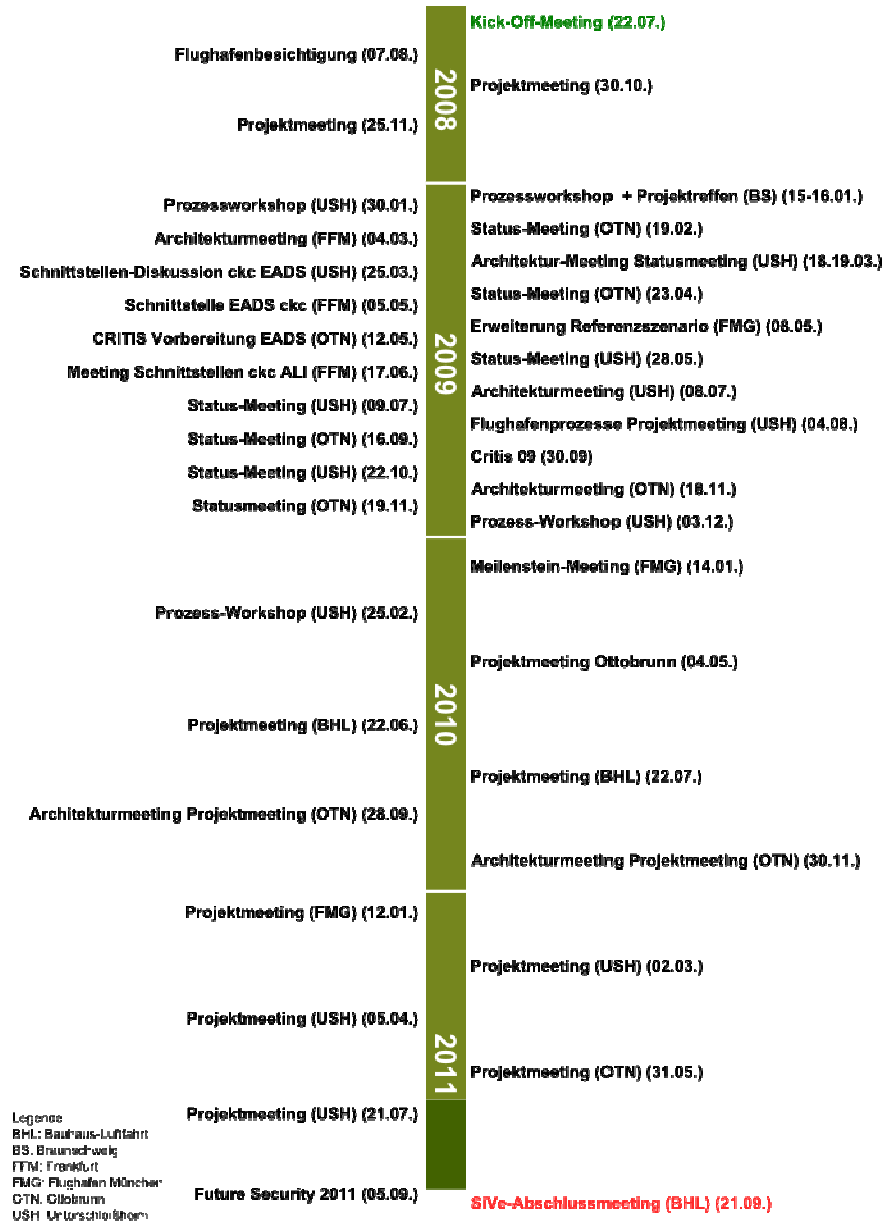 Kick-Off-Meeting (22.07.)
Flughafenbesichtigung (07.08.)
Projektmeeting (30.10.)
2008
Projektmeeting (25.11.)
Prozessworkshop + Projektreffen (BS) (15-16.01.)
Prozessworkshop (USH) (30.01.)
Status-Meeting (OTN) (19.02.)
Architekturmeeting (FFM) (04.03.)
Architektur-Meeting Statusmeeting (USH) (18.19.03.)
Schnittstellen-Diskussion ckc EADS (USH) (25.03.)
Status-Meeting (OTN) (23.04.)
Schnittstelle EADS ckc (FFM) (05.05.)
Erweiterung Referenzszenario (FMG) (08.05.)
CRITIS Vorbereitung EADS (OTN) (12.05.)
2009
Status-Meeting (USH) (28.05.)
Meeting Schnittstellen ckc ALI (FFM) (17.06.)
Architekturmeeting (USH) (08.07.)
Status-Meeting (USH) (09.07.)
Flughafenprozesse Projektmeeting (USH) (04.08.)
Status-Meeting (OTN) (16.09.)
Critis 09 (30.09)
Status-Meeting (USH) (22.10.)
Architekturmeeting (OTN) (18.11.)
Statusmeeting (OTN) (19.11.)
Prozess-Workshop (USH) (03.12.)
Meilenstein-Meeting (FMG) (14.01.)
Prozess-Workshop (USH) (25.02.)
Projektmeeting Ottobrunn (04.05.)
2010
Projektmeeting (BHL) (22.06.)
Projektmeeting (BHL) (22.07.)
Architekturmeeting Projektmeeting (OTN) (28.09.)
Architekturmeeting Projektmeeting (OTN) (30.11.)
Projektmeeting (FMG) (12.01.)
Projektmeeting (USH) (02.03.)
Projektmeeting (USH) (05.04.)
2011
Projektmeeting (OTN) (31.05.)
Projektmeeting (USH) (21.07.)
Future Security 2011 (05.09.)
SiVe-Abschlussmeeting (BHL) (21.09.)
Legende
BHL: Bauhaus-Luftfahrt
BS: Braunschweig
FFM: Frankfurt
FMG: Flughafen München
OTN: Ottobrunn
USH: Unterschleißheim